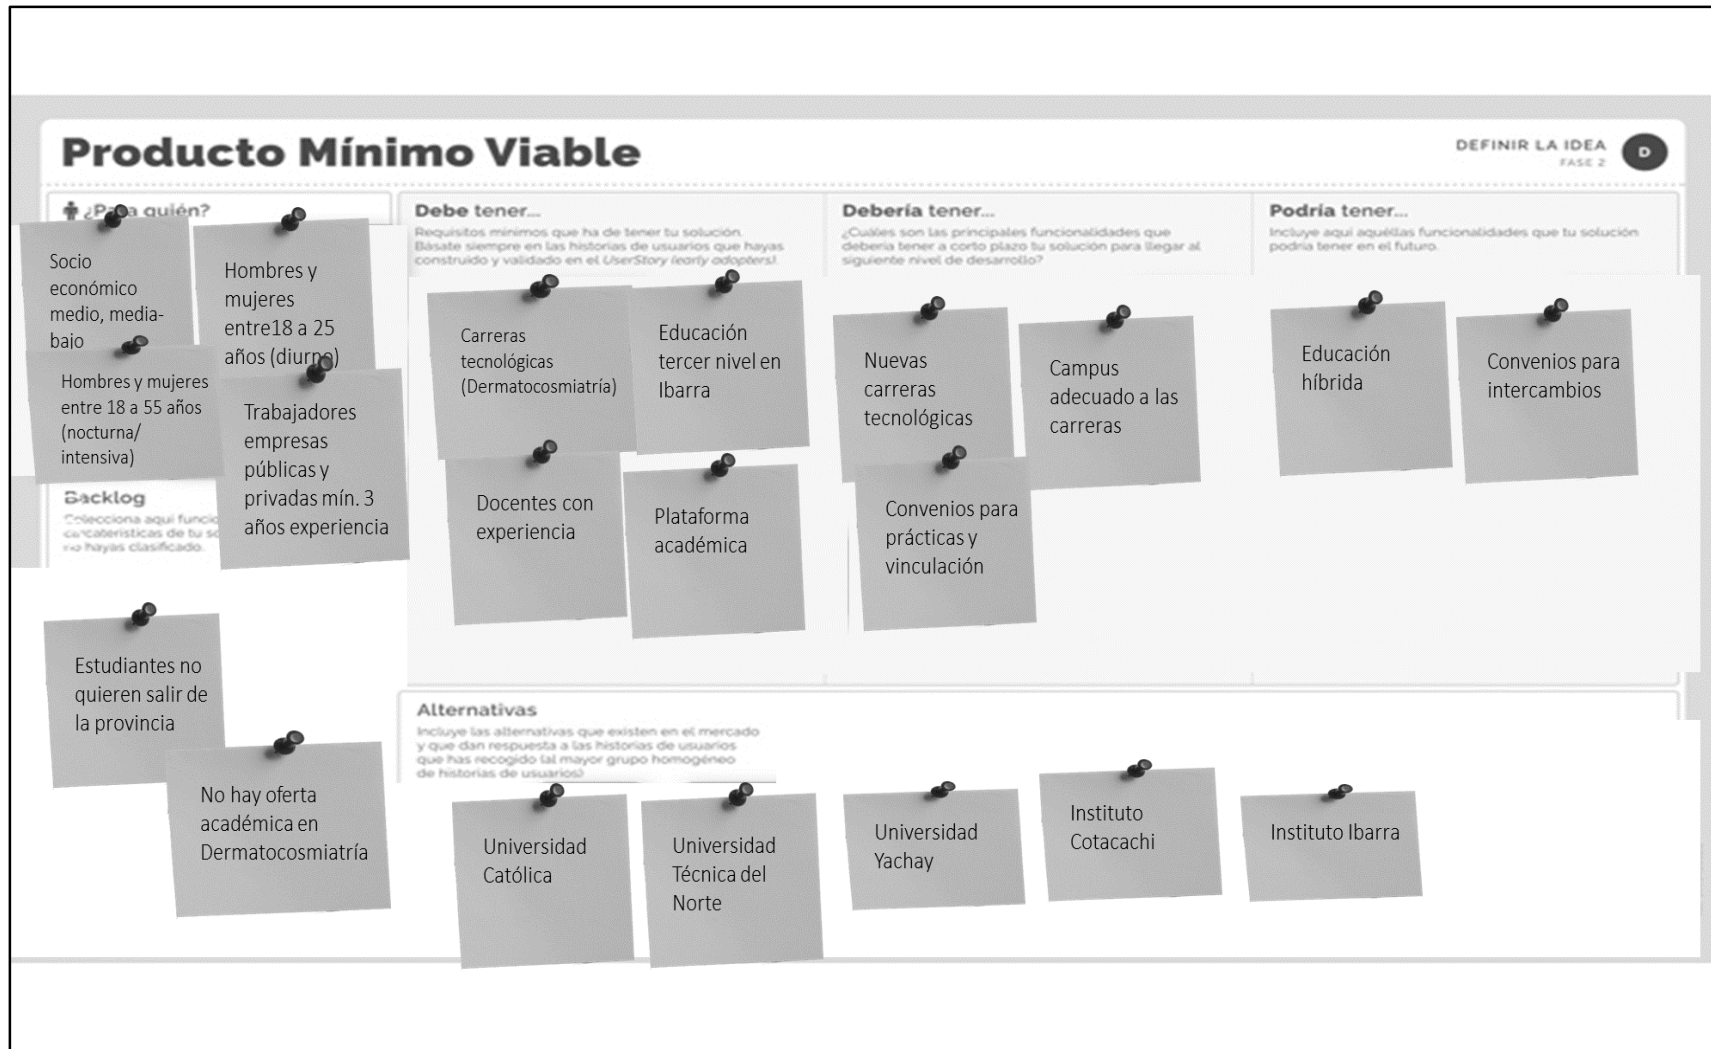 Producto Mínimo Viable
DEFINIR LA IDEA
FASE 2
D
¿Para quién?
Socio
económico
medio, media-
bajo
Hombres y
mujeres
entre18 a 25
años (diurno)
Hombres y mujeres
entre 18 a 55 años
(nocturna/
intensiva)
Trabajadores
empresas
públicas y
privadas mín. 3
años experiencia
Backlog
aquí
de tu
no hayas clasificado.
Estudiantes no
quieren salir de
la provincia
No hay oferta
académica en
Dermatocosmiatría
Debe tener...
Requisitos mínimos que ha de tener tu solución.
Básate siempre en las historias de usuarios que hayas
construido y validado en el UserStory (early adopters).
Carreras
tecnológicas
(Dermatocosmiatría)
Educación
tercer nivel en
Ibarra
Docentes con
experiencia
Plataforma
académica
Debería tener...
¿Cuáles son las principales funcionalidades que
debería tener a corto plazo tu solución para llegar al
siguiente nivel de desarrollo?
Nuevas
carreras
tecnológicas
Campus
adecuado a las
carreras
Convenios para
prácticas y
vinculación
Podría tener...
Incluye aquí aquéllas funcionalidades que tu solución
podría tener en el futuro.
Educación
híbrida
Convenios para
intercambios
Alternativas
Incluye las alternativas que existen en el mercado
y que dan respuesta a las historias de usuarios
que has recogido (al mayor grupo homogéneo
de historias de usuarios)
Universidad
Católica
Universidad
Técnica del
Norte
Universidad
Yachay
Instituto
Cotacachi
Instituto Ibarra